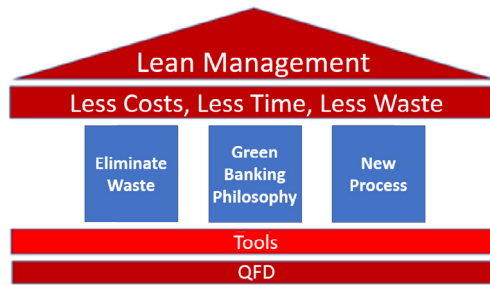 Lean Management
Less Costs, Less Time, Less Waste
Eliminate
Waste
Green
Banking
Philosophy
New
Process
Tools
QFD